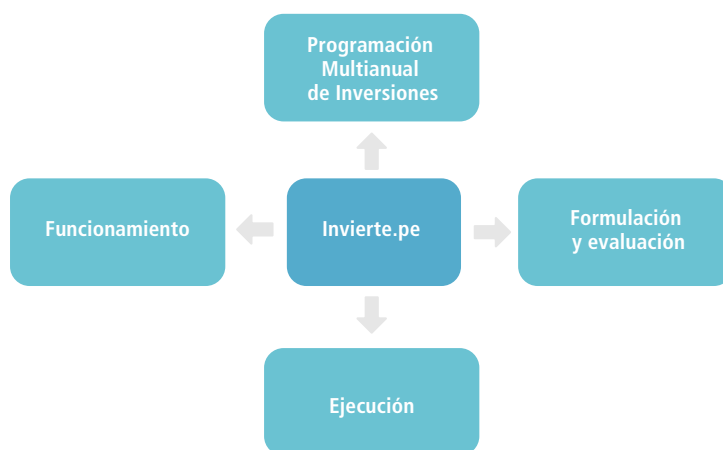 Programación
Multianual
de Inversiones
Funcionamiento
Invierte.pe
Formulación
y evaluación
Ejecución